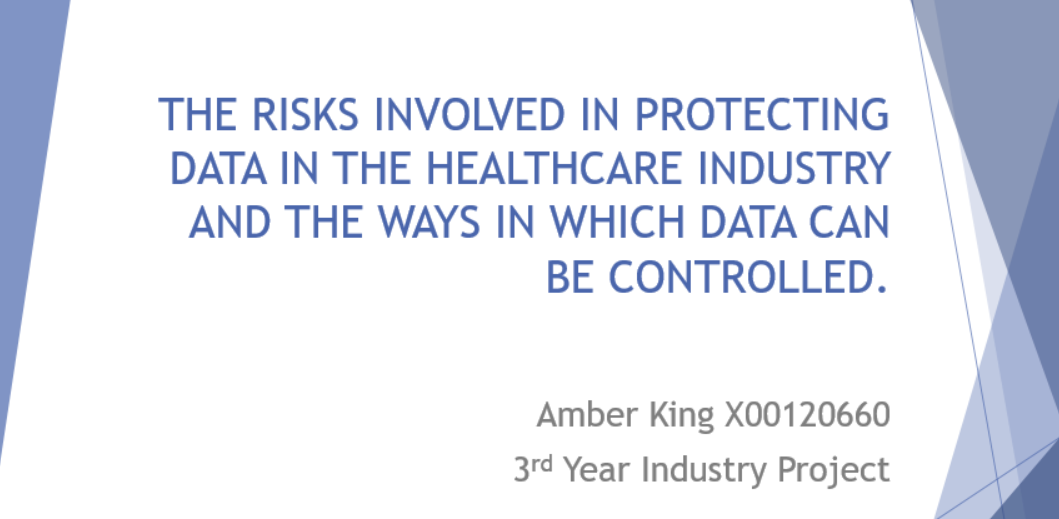 THE RISKS INVOLVED IN PROTECTING
DATA IN THE HEALTHCARE INDUSTRY
AND THE WAYS IN WHICH DATA CAN
BE CONTROLLED.
Amber King X00120660
3rd Year Industry Project